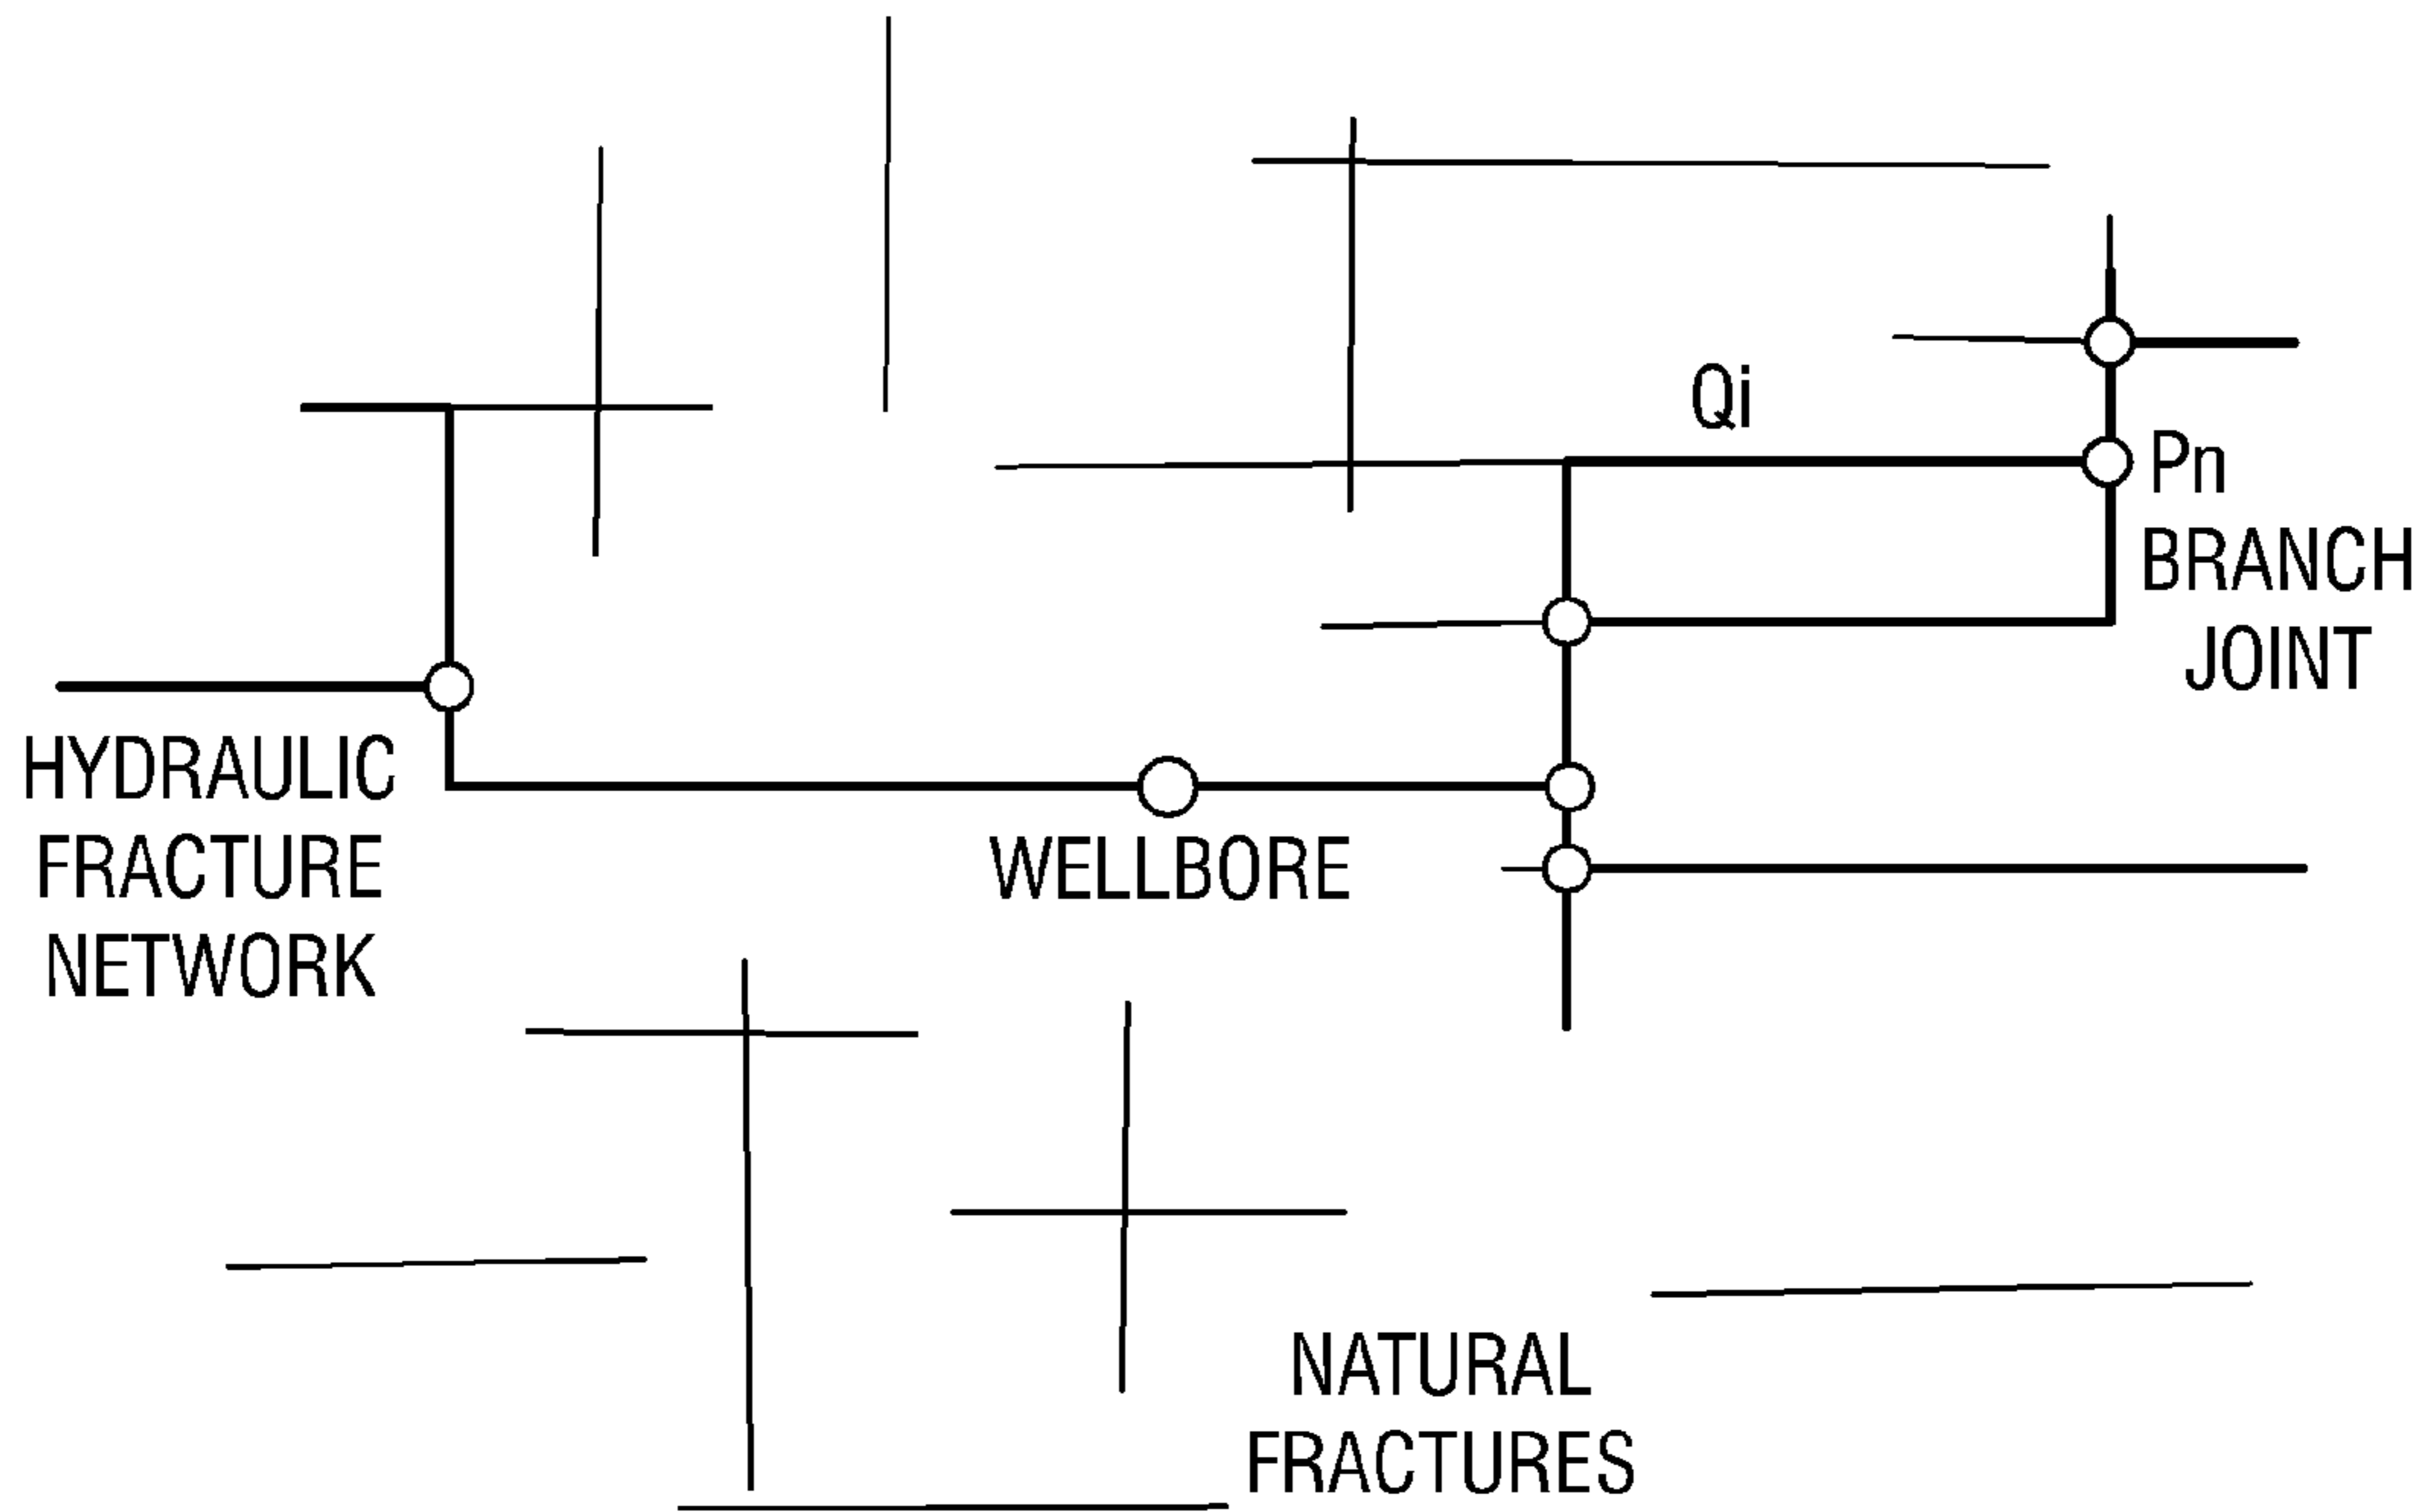 Qi
Pn
BRANCH
JOINT
HYDRAULIC
FRACTURE
NETWORK
WELLBORE
NATURAL
FRACTURES